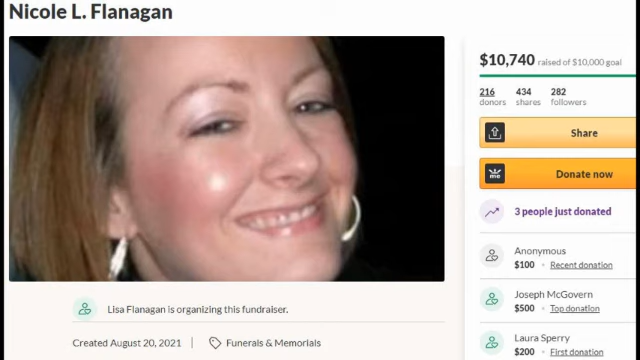 Nicole L. Flanagan
$10,740 raised of $10,000 goal
216 434 282
donors shares followers
Share
me Donate now
3 people just donated
Anonymous
$100 • Recent donation
Joseph McGovern
$500 • Top donation
Laura Sperry
$200 • First donation
Lisa Flanagan is organizing this fundraiser.
Created August 20, 2021 | Funerals & Memorials